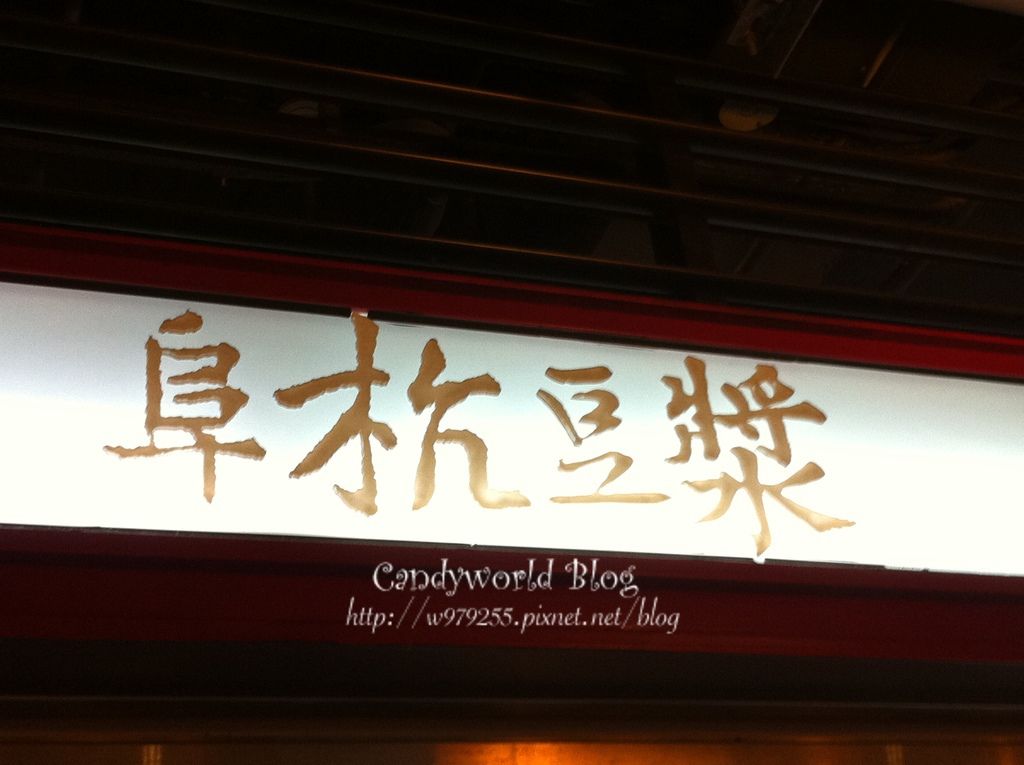 阜杭豆漿
Candyworld Blog
http://w979255.pixnet.net/blog